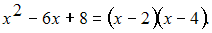 x² − 6x + 8 = (x − 2)(x − 4).